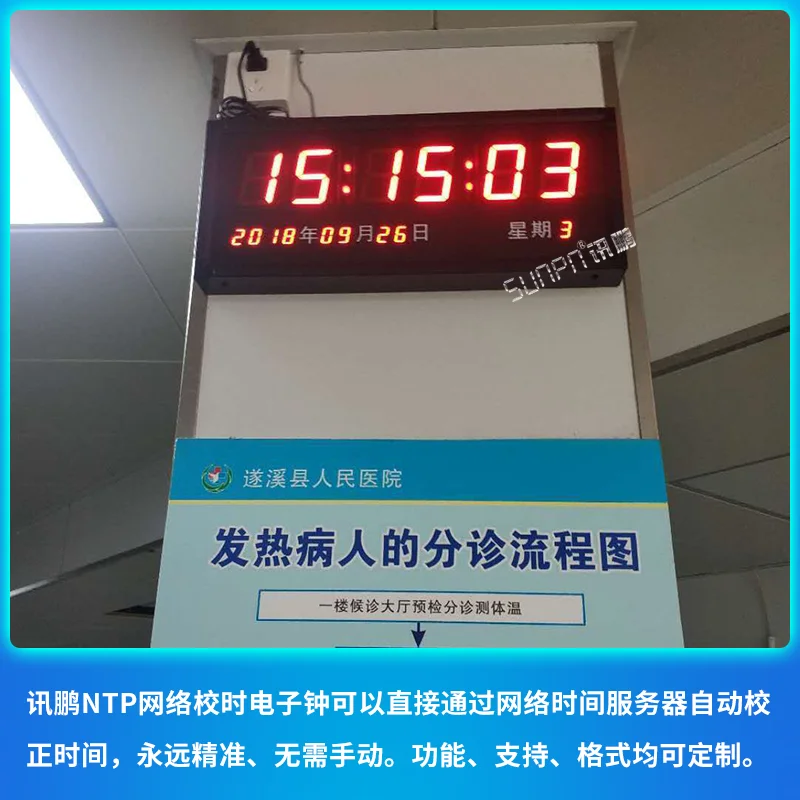 15:15:03
2018年09月26日 星期3
SUNPN®讯鹏
遂溪县人民医院
发热病人的分诊流程图
一楼候诊大厅预检分诊测体温
讯鹏NTP网络校时电子钟可以直接通过网络时间服务器自动校
正时间，永远精准、无需手动。功能、支持、格式均可定制。